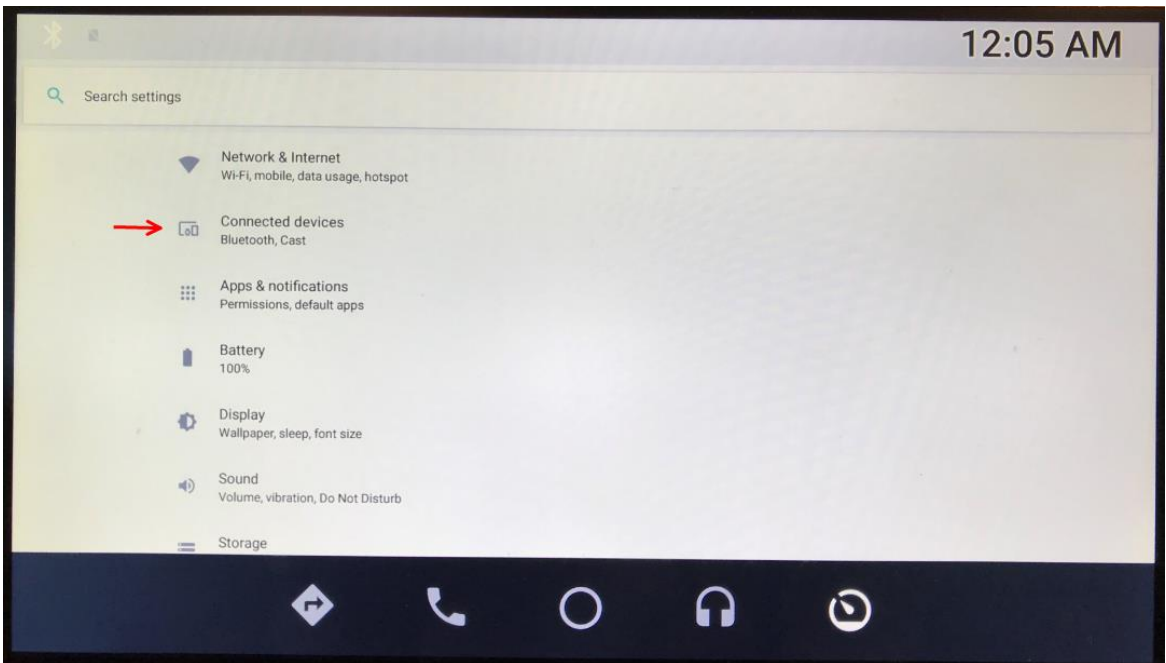 12:05 AM
Search settings
Network & Internet
Wi-Fi, mobile, data usage, hotspot
Connected devices
Bluetooth, Cast
Apps & notifications
Permissions, default apps
Battery
100%
Display
Wallpaper, sleep, font size
Sound
Volume, vibration, Do Not Disturb
Storage